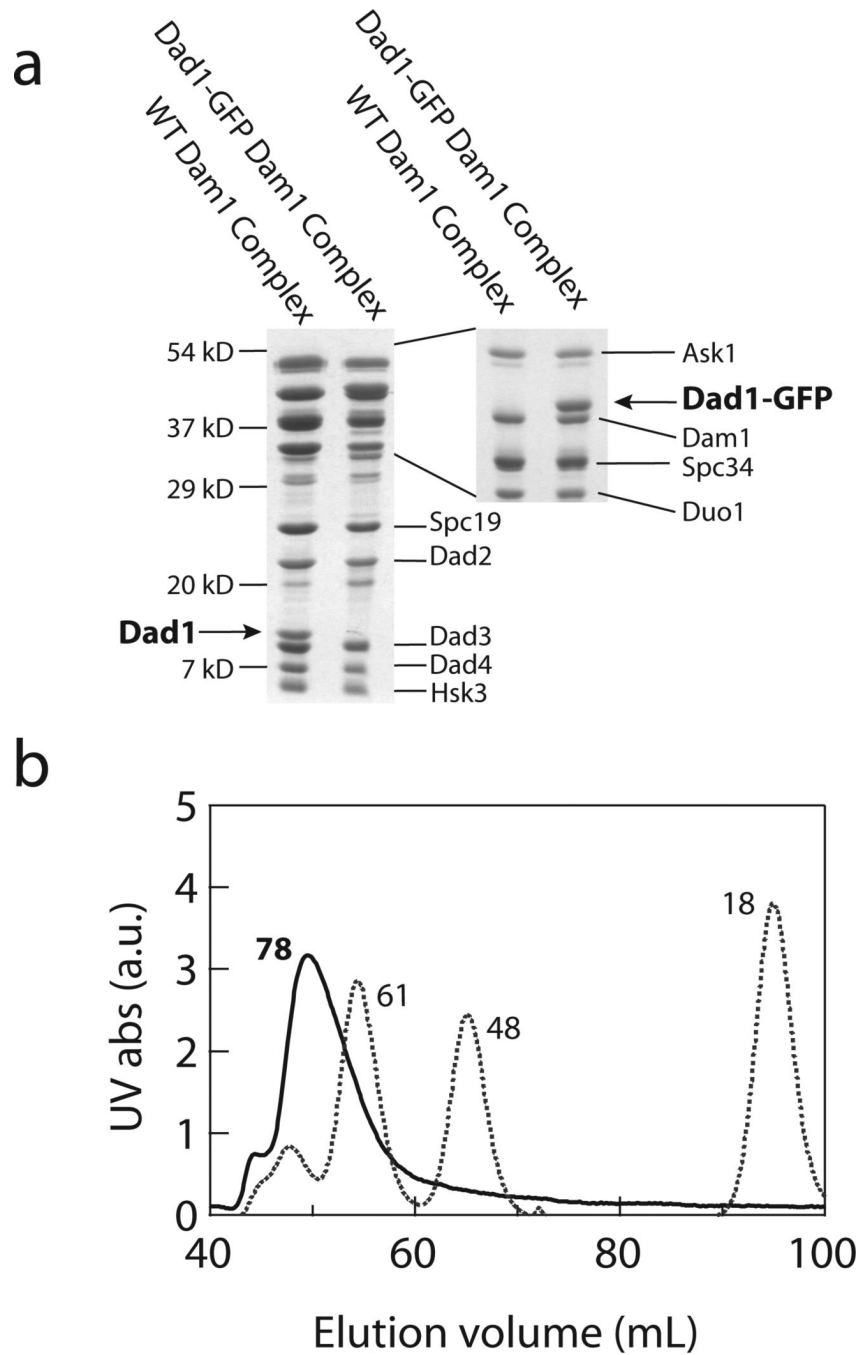 a
WT Dam1 Complex
Dad1-GFP Dam1 Complex
WT Dam1 Complex
Dad1-GFP Dam1 Complex
54 kD
37 kD
29 kD
20 kD
Dad1
7 kD
Spc19
Dad2
Dad3
Dad4
Hsk3
Ask1
Dad1-GFP
Dam1
Spc34
Duo1
b
UV abs (a.u.)
5
4
3
2
1
0
78
61
48
18
40
60
80
100
Elution volume (mL)